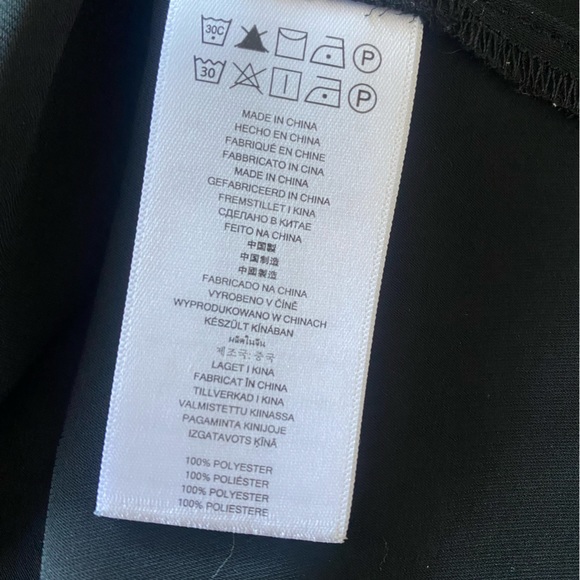 30C P
30 P
MADE IN CHINA
HECHO EN CHINA
FABRIQUÉ EN CHINE
FABBRICATO IN CINA
MADE IN CHINA
GEFABRICEERD IN CHINA
FREMSTILLET I KINA
СДЕЛАНО В КИТАЕ
FEITO NA CHINA
中国製
中国制造
中國製造
FABRICADO NA CHINA
VYROBENO V ČÍNĚ
WYPRODUKOWANO W CHINACH
KÉSZÜLT KÍNÁBAN
ผลิตในจีน
제조국: 중국
LAGET I KINA
FABRICAT ÎN CHINA
TILLVERKAD I KINA
VALMISTETTU KIINASSA
PAGAMINTA KINIJOJE
IZGATAVOTS ĶĪNĀ
100% POLYESTER
100% POLIÉSTER
100% POLYESTER
100% POLIESTERE